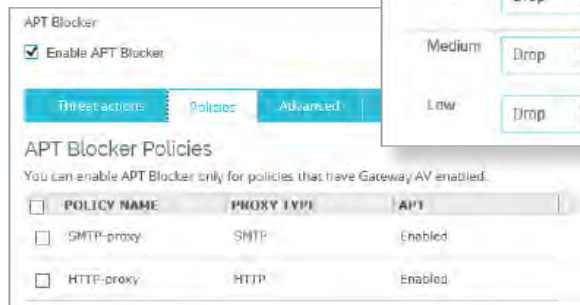 APT Blocker
Enable APT Blocker
Threat actions Policies Advanced
APT Blocker Policies
You can enable APT Blocker only for policies that have Gateway AV enabled.
POLICY NAME PROXY TYPE APT
SMTP-proxy SMTP Enabled
HTTP-proxy HTTP Enabled
Drop
Medium Drop
Low Drop